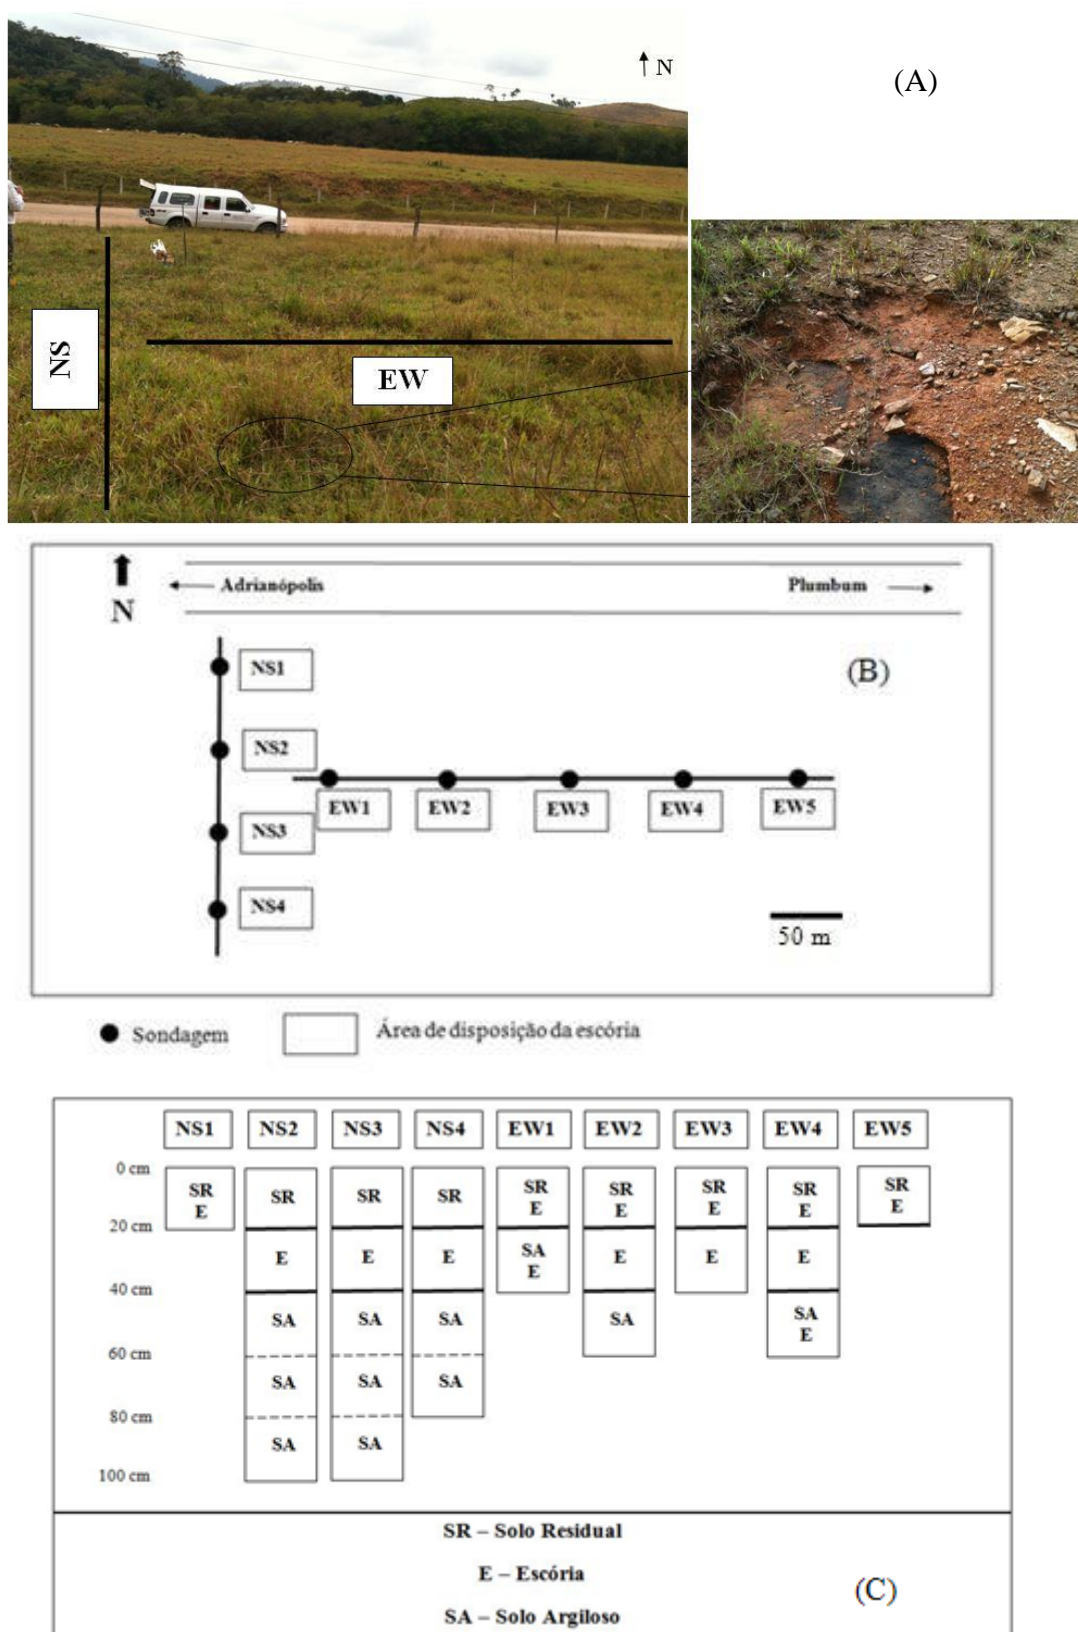 (A)
↑ N
NS
EW
N
← Adrianópolis
Plumbum →
(B)
NS1
NS2
NS3
NS4
EW1
EW2
EW3
EW4
EW5
50 m
Sondagem
Área de disposição da escória
NS1 NS2 NS3 NS4 EW1 EW2 EW3 EW4 EW5
0 cm
SR E SR SR SR SR E SR E SR E SR E SR E
20 cm
E E E SA E E E E
40 cm
SA SA SA SA SA E
60 cm
SA SA SA
80 cm
SA SA
100 cm
SR – Solo Residual
E – Escória
SA – Solo Argiloso
(C)